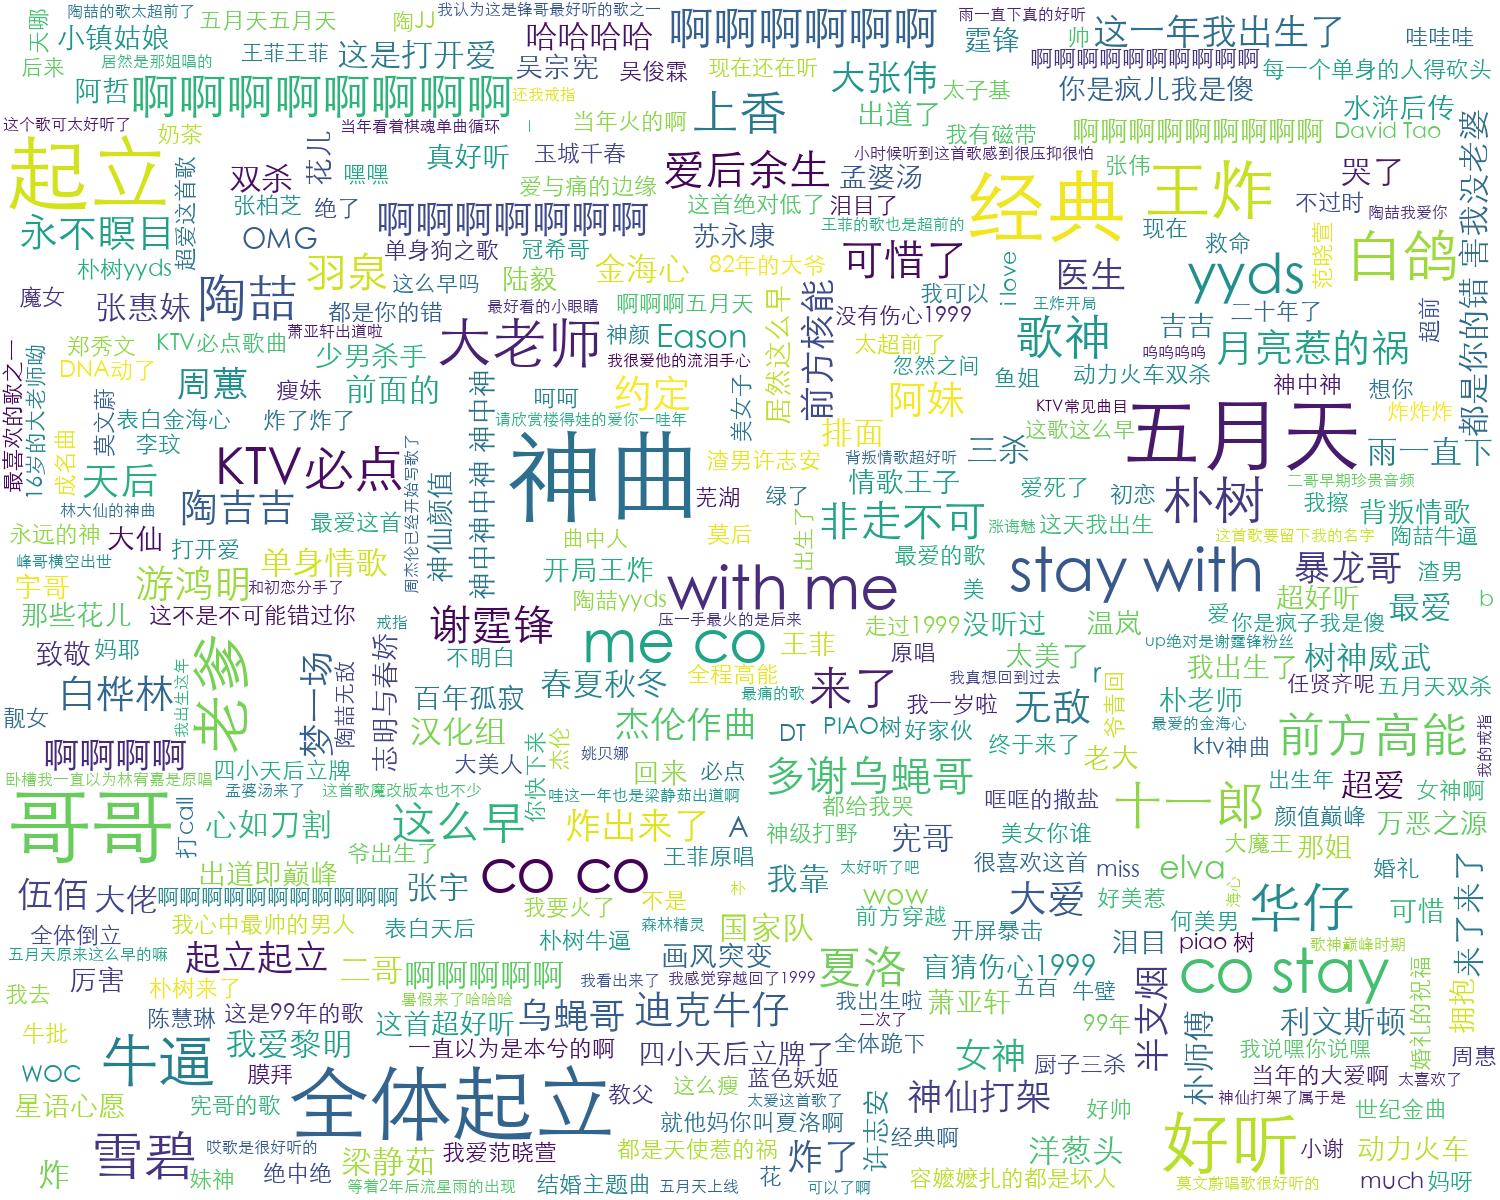 天哪
陶喆的歌太超前了
五月天五月天
陶JJ
我认为这是锋哥最好听的歌之一
啊啊啊啊啊啊
雨一直下真的好听
帅
这一年我出生了
哇哇哇
小镇姑娘
王菲王菲
这是打开爱
哈哈哈哈
霆锋
后来
居然是那姐唱的
吴宗宪
吴俊霖
现在还在听
大张伟
啊啊啊啊啊啊啊啊啊
每一个单身的人得砍头
阿哲
啊啊啊啊啊啊啊啊
还我戒指
上香
出道了
太子基
你是疯儿我是傻
水浒后传
这个歌可太好听了
奶茶
当年看着棋魂单曲循环
当年火的啊
我有磁带
啊啊啊啊啊啊啊啊啊
David Tao
起立
双杀
花儿
真好听
玉城千春
爱后余生
小时候听到这首歌感到很压抑很怕
张伟
哭了
害我没老婆
超爱这首歌
张柏芝
绝了
嘿嘿
爱与痛的边缘
孟婆汤
经典
王炸
不过时
陶喆我爱你
永不瞑目
OMG
啊啊啊啊啊啊啊
这首绝对低了
泪目了
王菲的歌也是超前的
现在
救命
范晓萱
白鸽
朴树yyds
单身狗之歌
冠希哥
苏永康
可惜了
i love
医生
yyds
魔女
张惠妹
陶喆
羽泉
这么早吗
陆毅
金海心
82年的大爷
我可以
王炸开局
二十年了
超前
都是你的错
都是你的错
最好看的小眼睛
啊啊啊五月天
居然这么早
前方核能
没有伤心1999
歌神
吉吉
郑秀文
萧亚轩出道啦
KTV必点歌曲
少男杀手
大老师
神颜
Eason
太超前了
呜呜呜呜
月亮惹的祸
DNA动了
周蕙
瘦妹
前面的
我很爱他的流泪手心
忽然之间
鱼姐
动力火车双杀
神中神
想你
最喜欢的歌之一
16岁的大老师呦
莫文蔚
表白金海心
炸了炸了
神中神
呵呵
约定
美女子
阿妹
KTV常见曲目
炸炸炸
成名曲
李玟
请欣赏楼得娃的爱你一哇年
排面
这歌这么早
五月天
天后
KTV必点
周杰伦已经开始写歌了
神曲
渣男许志安
背叛情歌超好听
三杀
雨一直下
林大仙的神曲
陶吉吉
最爱这首
神仙颜值
神中神中神
芜湖
绿了
情歌王子
爱死了
初恋
朴树
二哥早期珍贵音频
我擦
背叛情歌
永远的神
大仙
打开爱
曲中人
莫后
出生了
非走不可
涨诲魅
这天我出生
这首歌要留下我的名字
陶喆牛逼
峰哥横空出世
单身情歌
开局王炸
最爱的歌
stay with
暴龙哥
渣男
宇哥
游鸿明
和初恋分手了
陶喆yyds
with me
美
超好听
最爱
b
那些花儿
这不是不可能错过你
戒指
谢霆锋
压一手最火的是后来
走过1999
没听过
温岚
爱
你是疯子我是傻
致敬
妈耶
老爹
不明白
me co
王菲
原唱
太美了
up绝对是谢霆锋粉丝
我出生了
树神威武
白桦林
我出生这年
梦一场
陶喆无敌
志明与春娇
百年孤寂
春夏秋冬
全程高能
来了
我真想回到过去
r
爷青回
任贤齐呢
五月天双杀
靓女
最痛的歌
我一岁啦
无敌
朴老师
啊啊啊啊
汉化组
你快下来
杰伦
杰伦作曲
DT
PIAO树
好家伙
最爱的金海心
前方高能
我的戒指
卧槽我一直以为林宥嘉是原唱
四小天后立牌
大美人
姚贝娜
回来
必点
终于来了
老大
ktv神曲
哥哥
孟婆汤来了
这首歌魔改版本也不少
哇这一年也是梁静茹出道啊
多谢乌蝇哥
哐哐的撒盐
十一郎
出生年
超爱
女神啊
打call
心如刀割
这么早
炸出来了
A
都给我哭
神级打野
宪哥
美女你谁
颜值巅峰
万恶之源
爷出生了
王菲原唱
大魔王
那姐
出道即巅峰
co co
太好听了吧
很喜欢这首
miss
elva
婚礼
伍佰
大佬
啊啊啊啊啊啊啊啊啊啊
张宇
不是
朴
我靠
wow
大爱
好美惹
海心
华仔
可惜
来了来了
我心中最帅的男人
我要火了
森林精灵
前方穿越
何美男
全体倒立
表白天后
朴树牛逼
国家队
开屏暴击
泪目
piao 树
歌神巅峰时期
五月天原来这么早的嘛
起立起立
二哥
啊啊啊啊啊
画风突变
夏洛
盲猜伤心1999
co stay
我去
厉害
朴树来了
我看出来了
我感觉穿越回了1999
五百
牛璧
半支烟
婚礼的祝福
拥抱
暑假来了哈哈哈
我出生啦
萧亚轩
牛批
陈慧琳
这是99年的歌
这首超好听
乌蝇哥
迪克牛仔
二次了
99年
朴师傅
利文斯顿
牛逼
我爱黎明
一直以为是本兮的啊
四小天后立牌了
全体跪下
女神
厨子三杀
我说嘿你说嘿
周惠
woc
膜拜
全体起立
教父
这么瘦
蓝色妖姬
当年的大爱啊
太喜欢了
星语心愿
宪哥的歌
太爱这首歌了
神仙打架
好帅
神仙打架了属于是
世纪金曲
就他妈你叫夏洛啊
许志安
雪碧
哎歌是很好听的
我爱范晓萱
都是天使惹的祸
炸了
经典啊
洋葱头
好听
小谢
动力火车
炸
妹神
绝中绝
梁静茹
花
等着2年后流星雨的出现
结婚主题曲
五月天上线
可以了啊
容嬷嬷扎的都是坏人
莫文蔚唱歌很好听的
much
妈呀